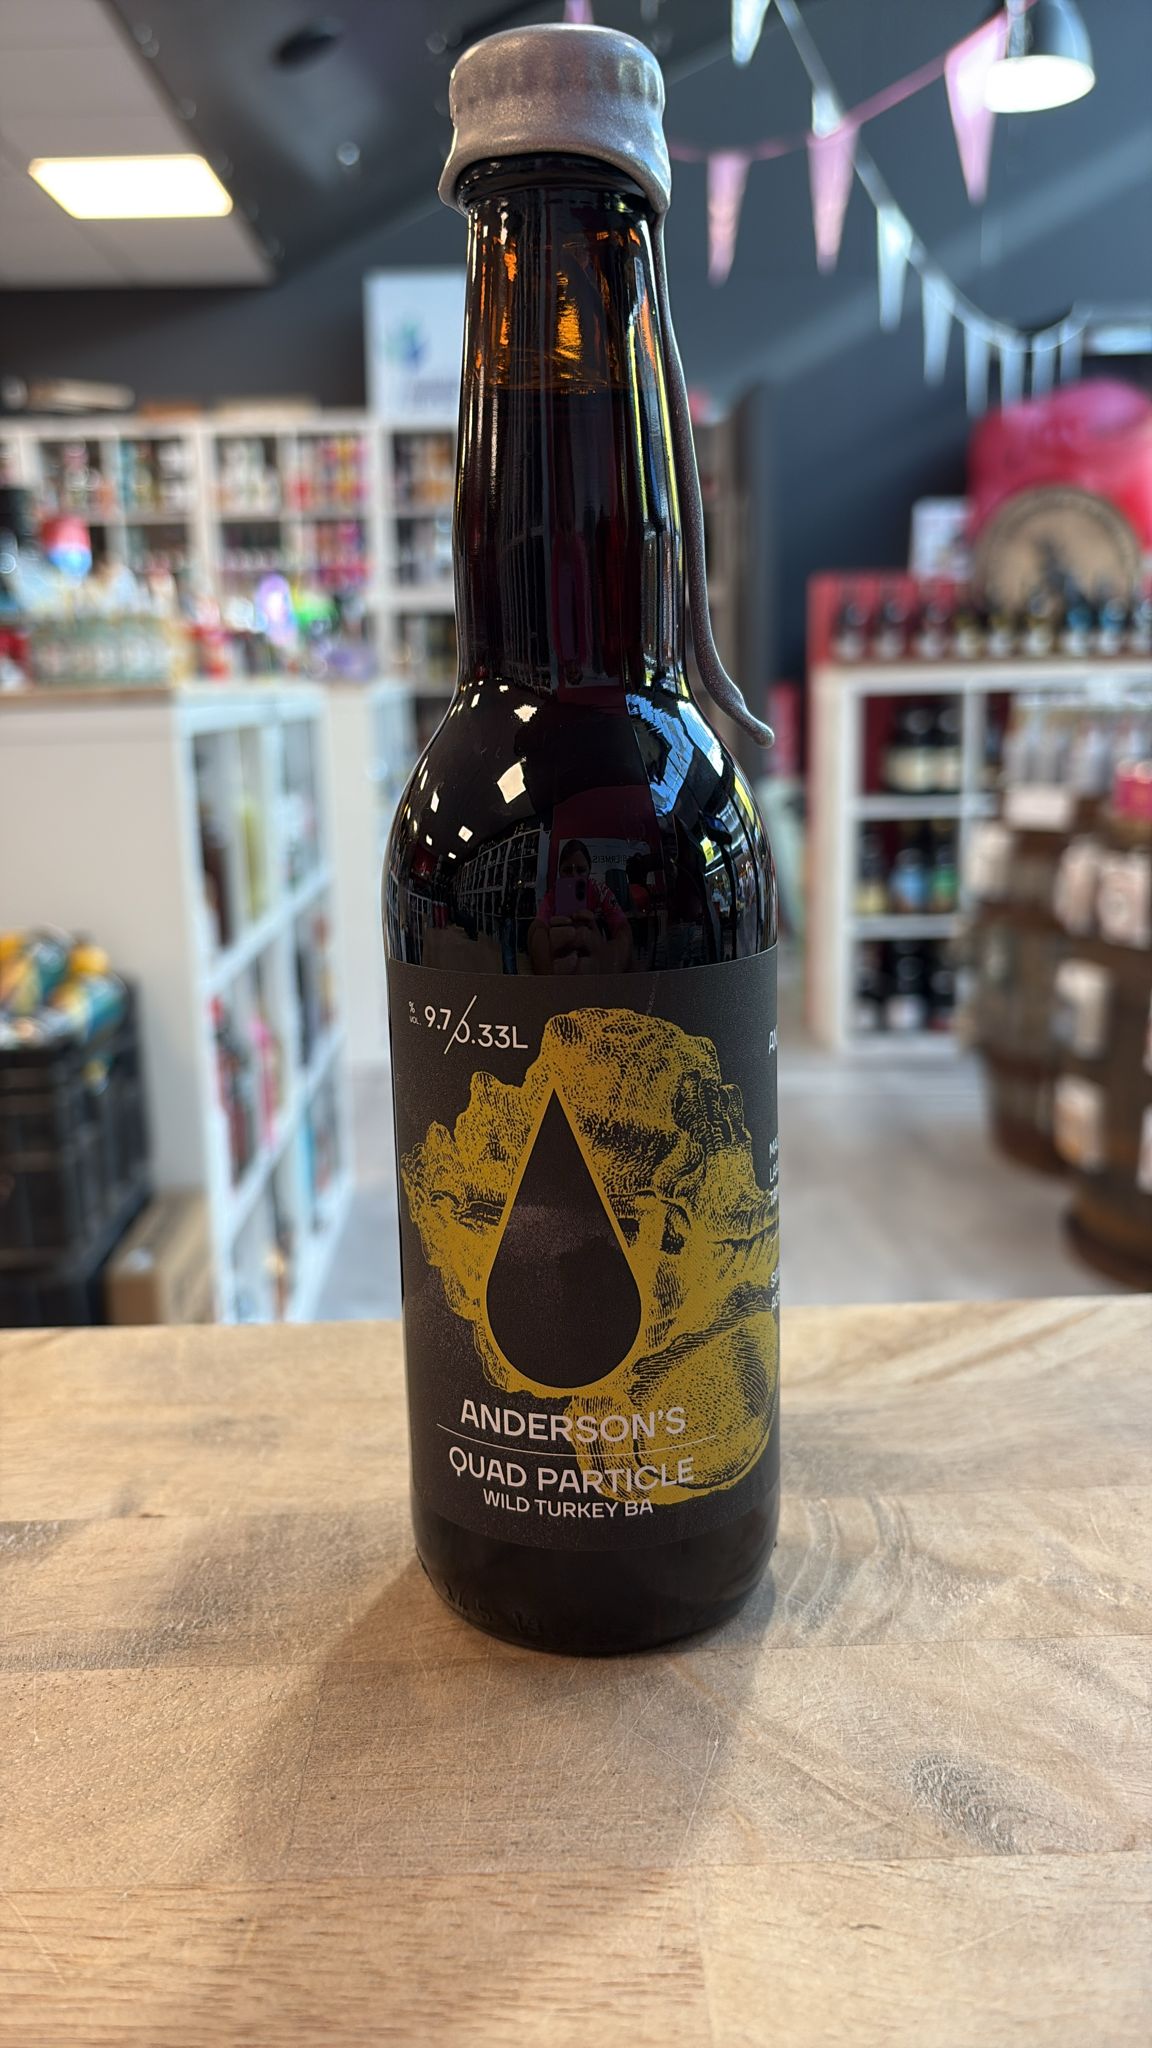 % VOL. 9.7/0.33L
ANDERSON'S
QUAD PARTICLE
WILD TURKEY BA